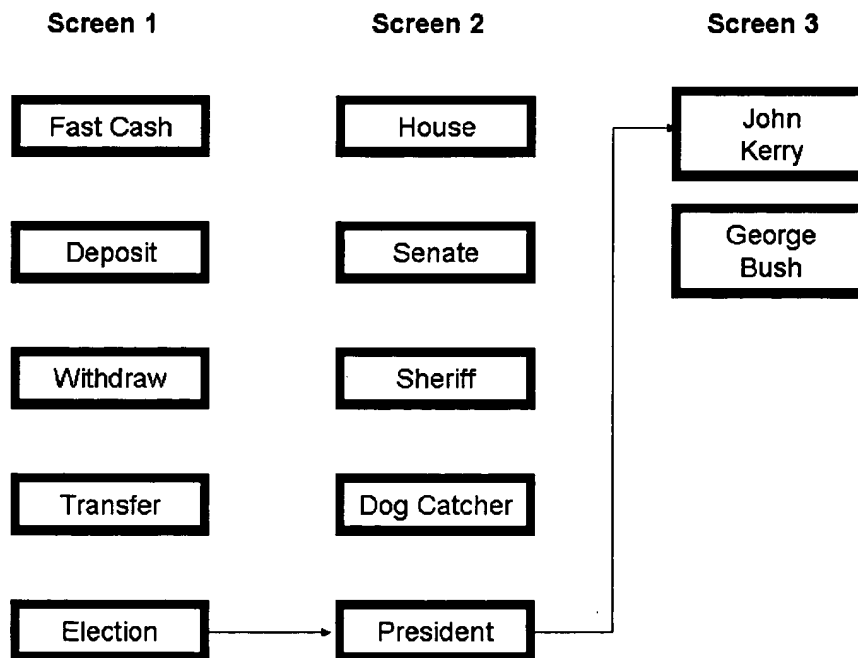 Screen 1
Screen 2
Screen 3
Fast Cash
House
John
Kerry
Deposit
Senate
George
Bush
Withdraw
Sheriff
Transfer
Dog Catcher
Election
President